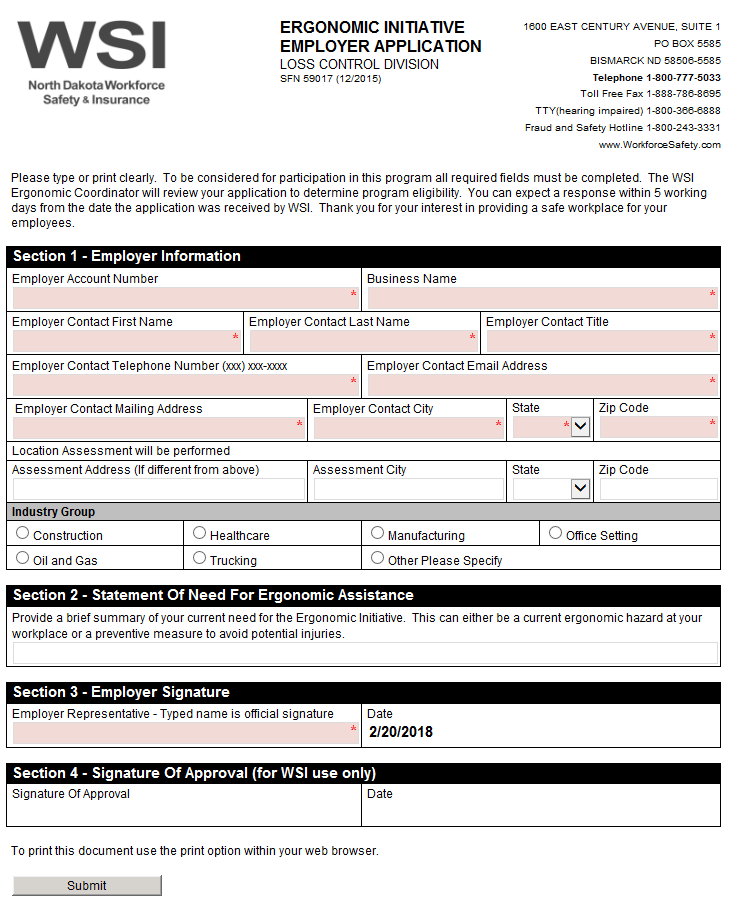 WSI
North Dakota Workforce
Safety & Insurance
ERGONOMIC INITIATIVE
EMPLOYER APPLICATION
LOSS CONTROL DIVISION
SFN 59017 (12/2015)
1600 EAST CENTURY AVENUE, SUITE 1
PO BOX 5585
BISMARCK ND 58506-5585
Telephone 1-800-777-5033
Toll Free Fax 1-888-786-8695
TTY(hearing impaired) 1-800-366-6888
Fraud and Safety Hotline 1-800-243-3331
www.WorkforceSafety.com
Please type or print clearly. To be considered for participation in this program all required fields must be completed. The WSI
Ergonomic Coordinator will review your application to determine program eligibility. You can expect a response within 5 working
days from the date the application was received by WSI. Thank you for your interest in providing a safe workplace for your
employees.
Section 1 - Employer Information
Employer Account Number Business Name
* *
Employer Contact First Name Employer Contact Last Name Employer Contact Title
* * *
Employer Contact Telephone Number (xxx) xxx-xxxx Employer Contact Email Address
* *
Employer Contact Mailing Address Employer Contact City State Zip Code
* * * *
Location Assessment will be performed
Assessment Address (If different from above) Assessment City State Zip Code
Industry Group
Construction Healthcare Manufacturing Office Setting
Oil and Gas Trucking Other Please Specify
Section 2 - Statement Of Need For Ergonomic Assistance
Provide a brief summary of your current need for the Ergonomic Initiative. This can either be a current ergonomic hazard at your
workplace or a preventive measure to avoid potential injuries.
Section 3 - Employer Signature
Employer Representative - Typed name is official signature Date
* 2/20/2018
Section 4 - Signature Of Approval (for WSI use only)
Signature Of Approval Date
To print this document use the print option within your web browser.
Submit